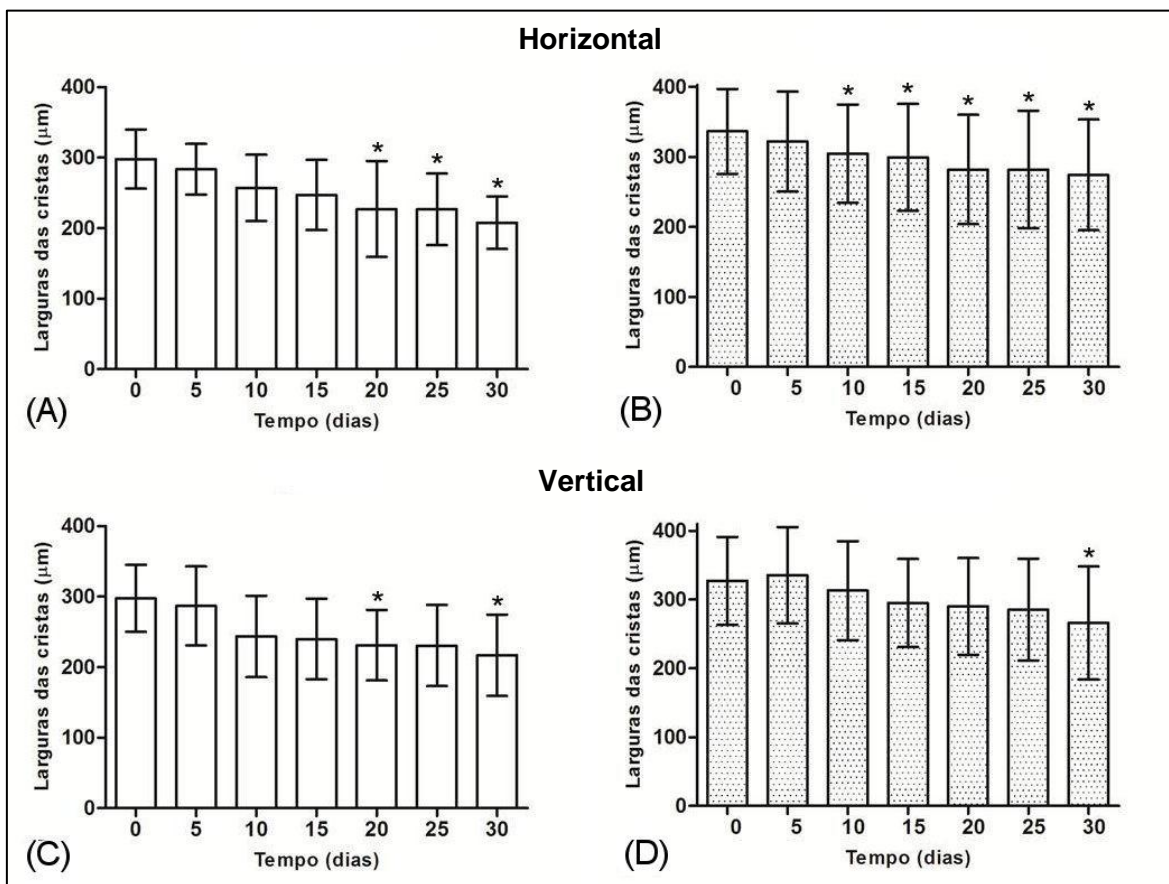 Horizontal
Larguras das cristas (µm)
400
300
200
100
0
* * *
0 5 10 15 20 25 30
Tempo (dias)
(A)
Larguras das cristas (µm)
400
300
200
100
0
* * * * *
0 5 10 15 20 25 30
Tempo (dias)
(B)
Vertical
Larguras das cristas (µm)
400
300
200
100
0
* *
0 5 10 15 20 25 30
Tempo (dias)
(C)
Larguras das cristas (µm)
400
300
200
100
0
*
0 5 10 15 20 25 30
Tempo (dias)
(D)